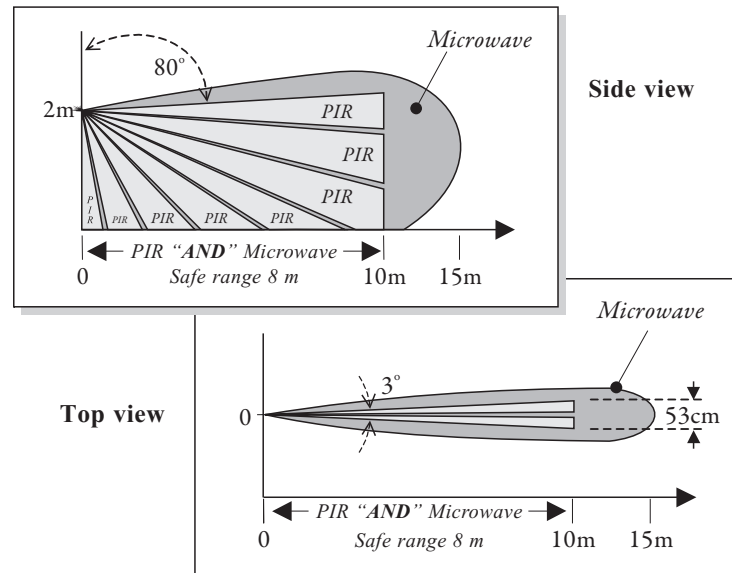 Microwave
80°
Side view
2m
PIR
PIR
PIR
PIR
PIR
PIR
PIR
PIR
PIR “AND” Microwave
Safe range 8 m
0
10m
15m
Microwave
3°
Top view
0
53cm
PIR “AND” Microwave
Safe range 8 m
0
10m
15m